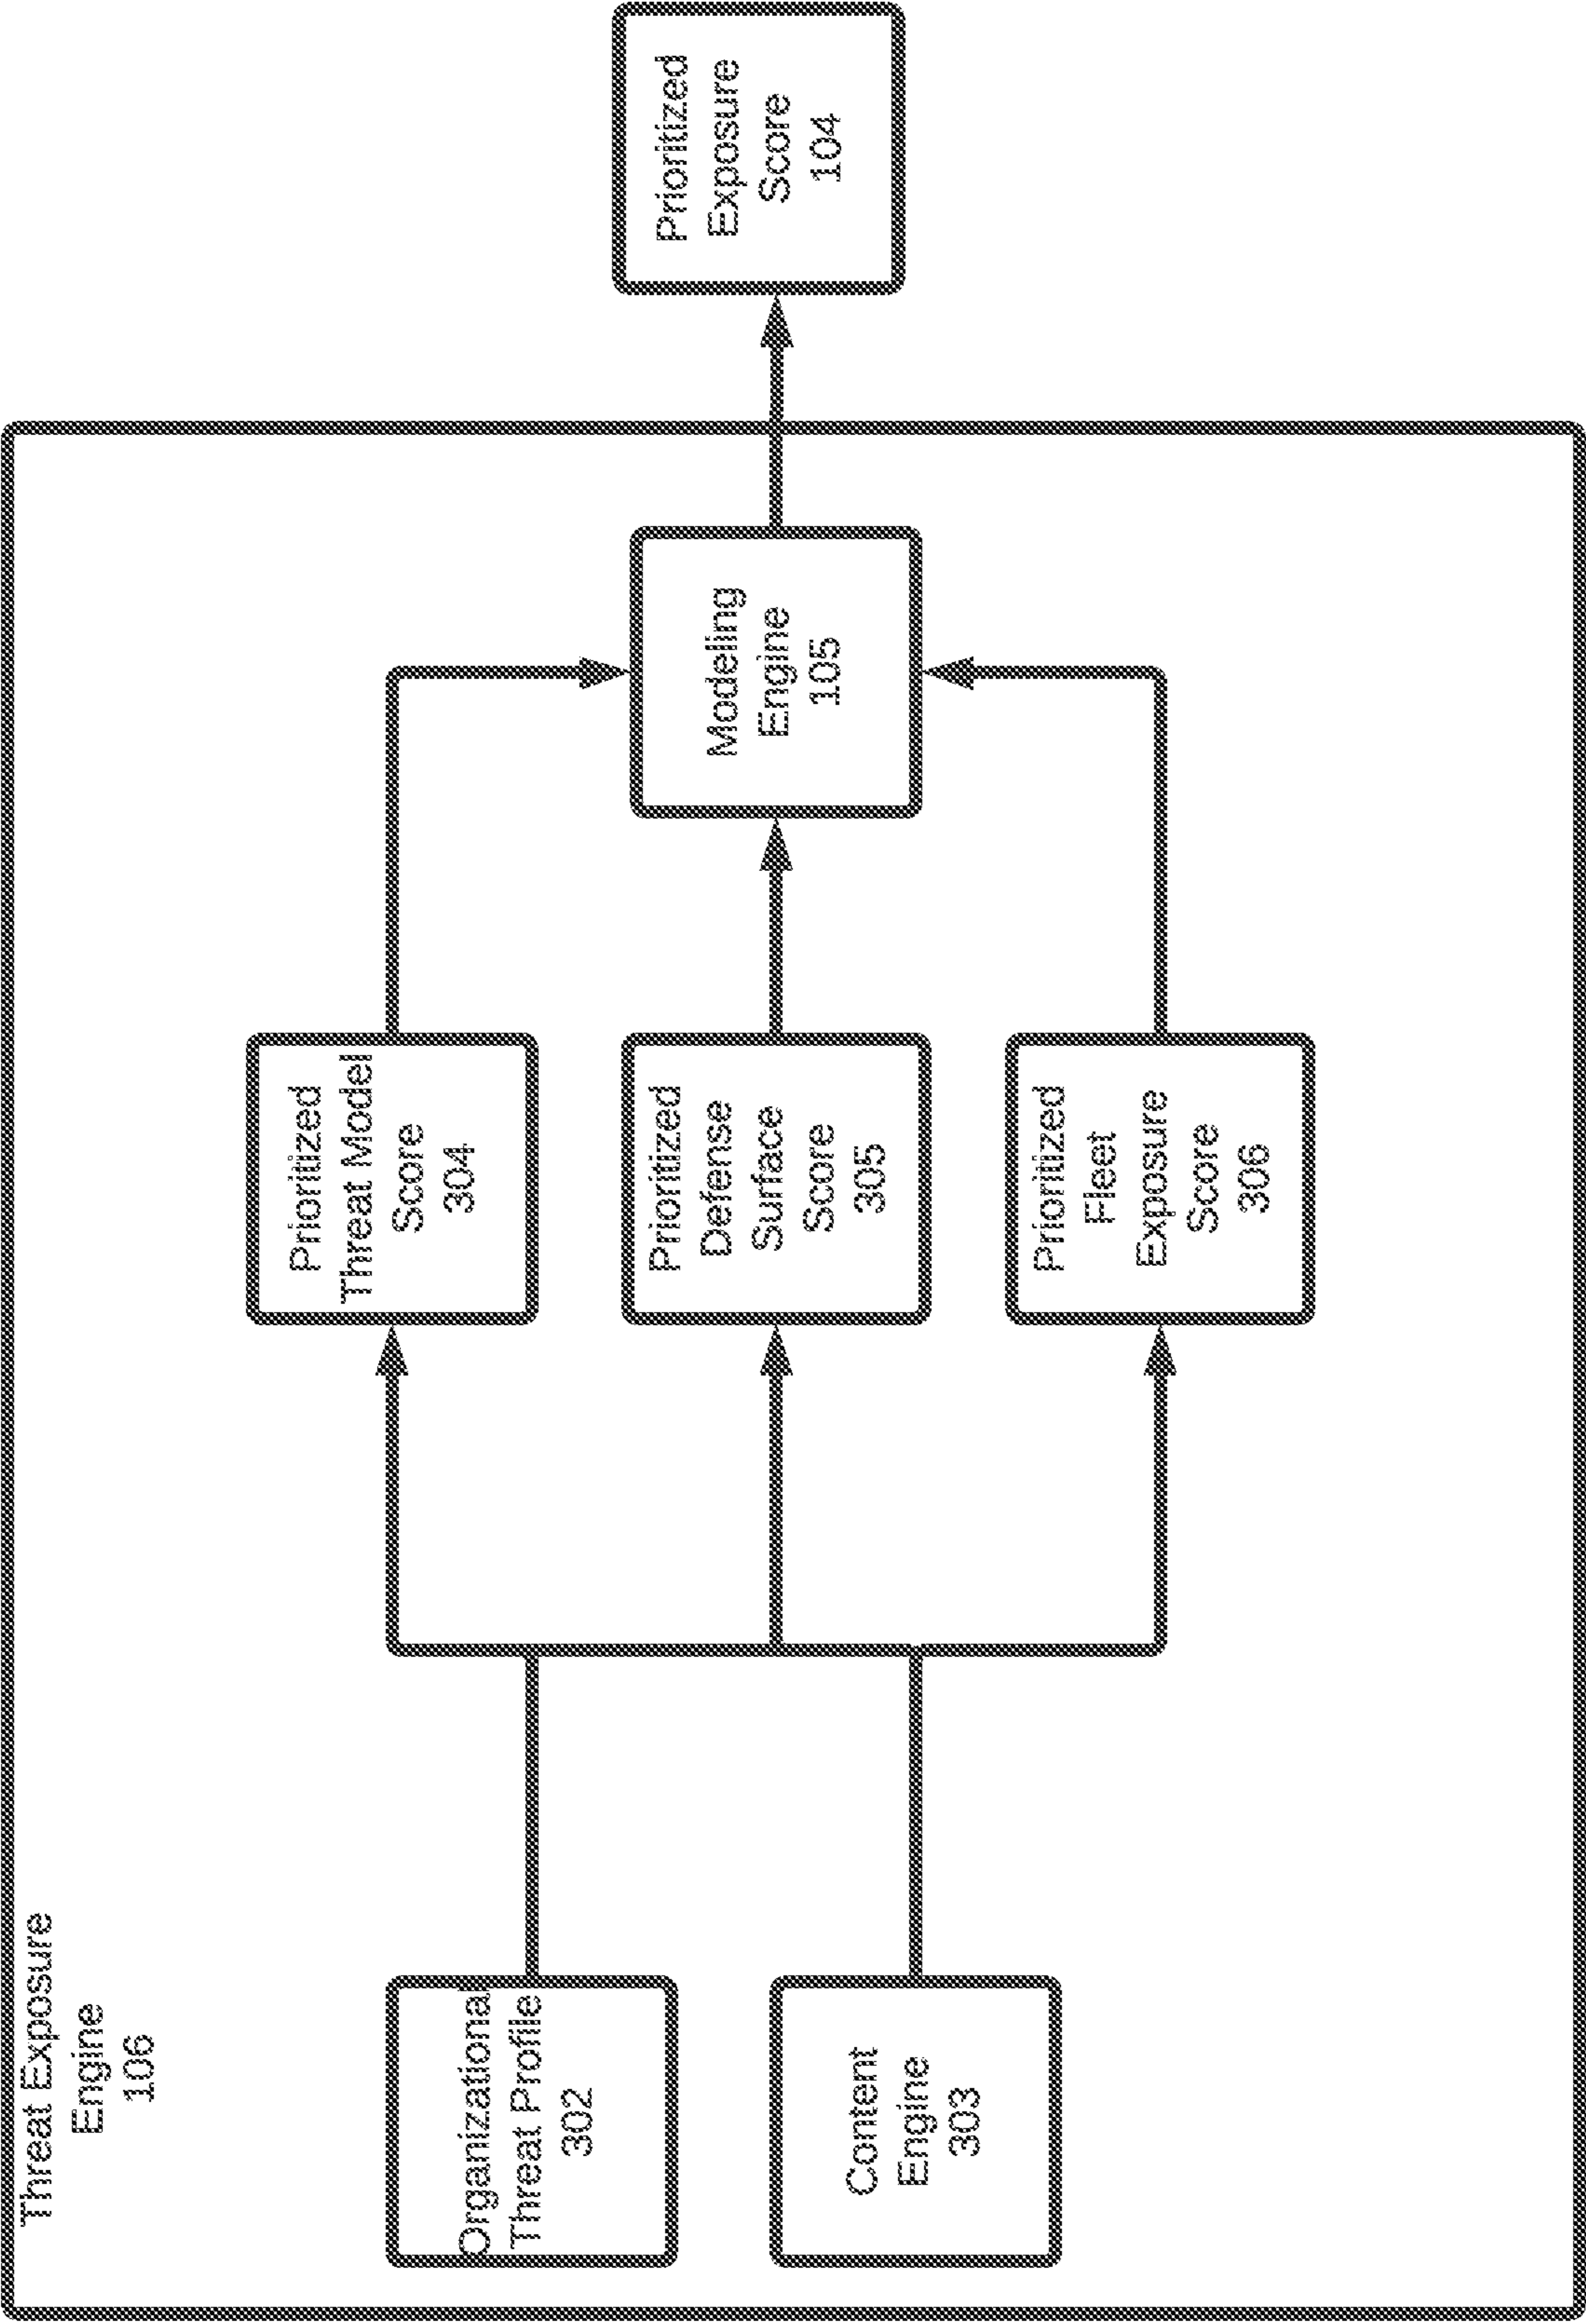 Threat Exposure
Engine
106
Organizational
Threat Profile
302
Content
Engine
303
Prioritized
Threat Model
Score
304
Prioritized
Defense
Surface
Score
305
Prioritized
Fleet
Exposure
Score
306
Modeling
Engine
105
Prioritized
Exposure
Score
104